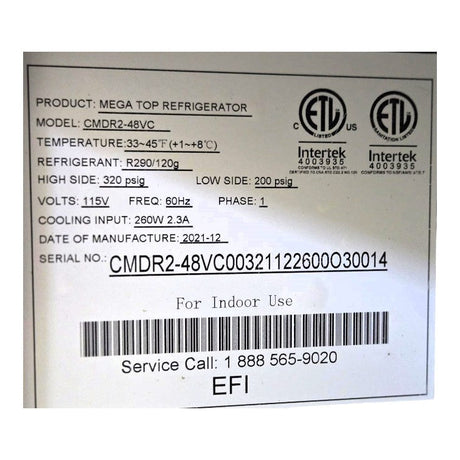 PRODUCT: MEGA TOP REFRIGERATOR
MODEL: CMDR2-48VC
TEMPERATURE:33~45°F(+1~+8℃)
REFRIGERANT: R290/120g
HIGH SIDE: 320 psig LOW SIDE: 200 psig
VOLTS: 115V FREQ: 60Hz PHASE: 1
COOLING INPUT: 260W 2.3A
DATE OF MANUFACTURE:2021-12
SERIAL NO.: CMDR2-48VC00321122600O30014
ETL ETL
C US
Intertek Intertek
4003935 4003935
For Indoor Use
Service Call: 1 888 565-9020
EFI